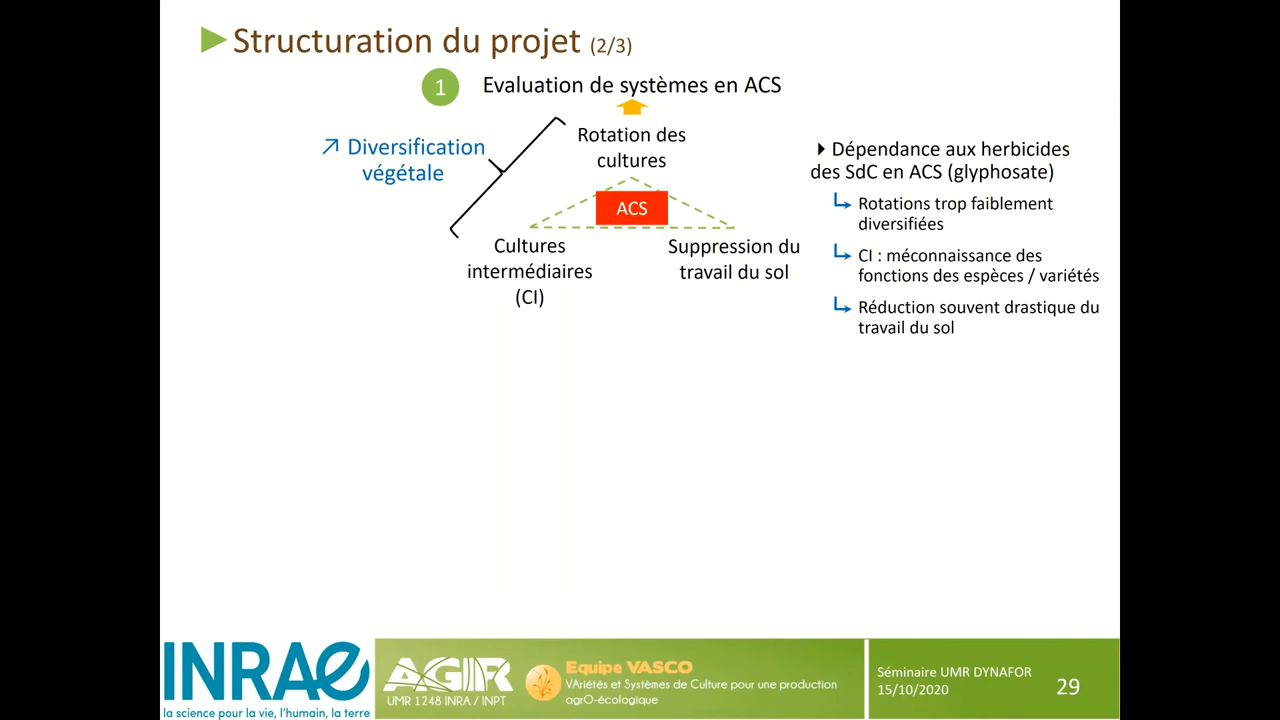 Structuration du projet (2/3)
1
Evaluation de systèmes en ACS
↗ Diversification
végétale
Rotation des
cultures
ACS
Cultures
intermédiaires
(CI)
Suppression du
travail du sol
Dépendance aux herbicides
des SdC en ACS (glyphosate)
Rotations trop faiblement
diversifiées
CI : méconnaissance des
fonctions des espèces / variétés
Réduction souvent drastique du
travail du sol
INRAE
la science pour la vie, l'humain, la terre
AGIR
UMR 1248 INRA / INPT
Equipe VASCO
VAriétés et Systèmes de Culture pour une production
agrO-écologique
Séminaire UMR DYNAFOR
15/10/2020
29